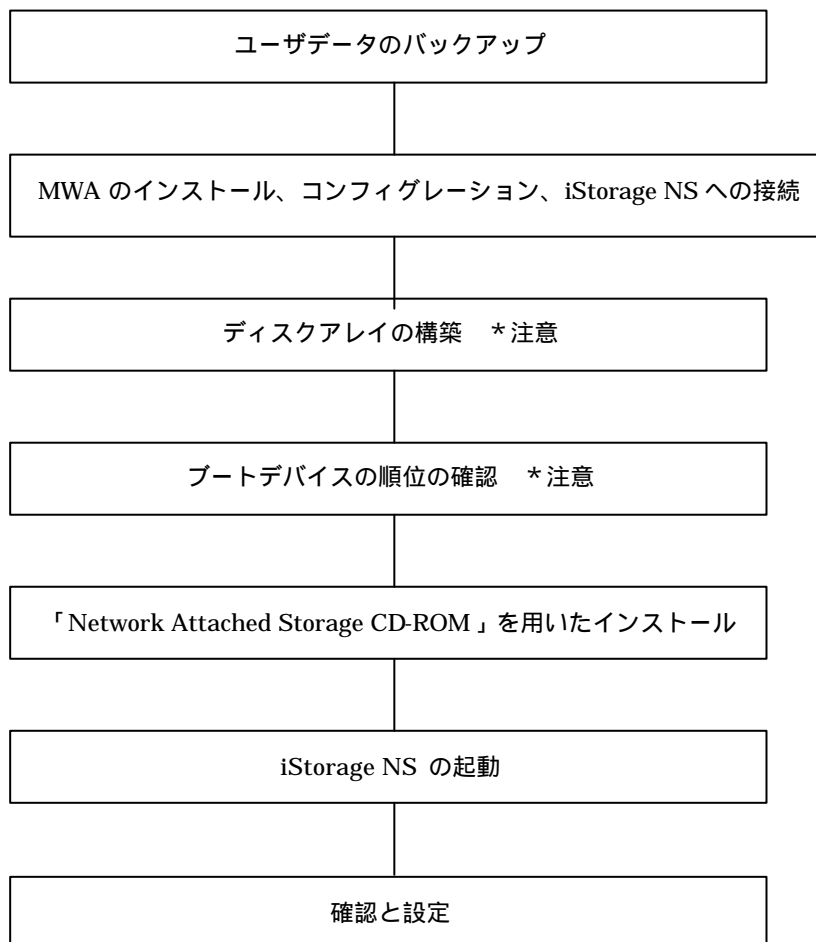 ユーザデータのバックアップ
MWA のインストール、コンフィグレーション、iStorage NS への接続
ディスクアレイの構築　*注意
ブートデバイスの順位の確認　*注意
「Network Attached Storage CD-ROM」を用いたインストール
iStorage NS の起動
確認と設定